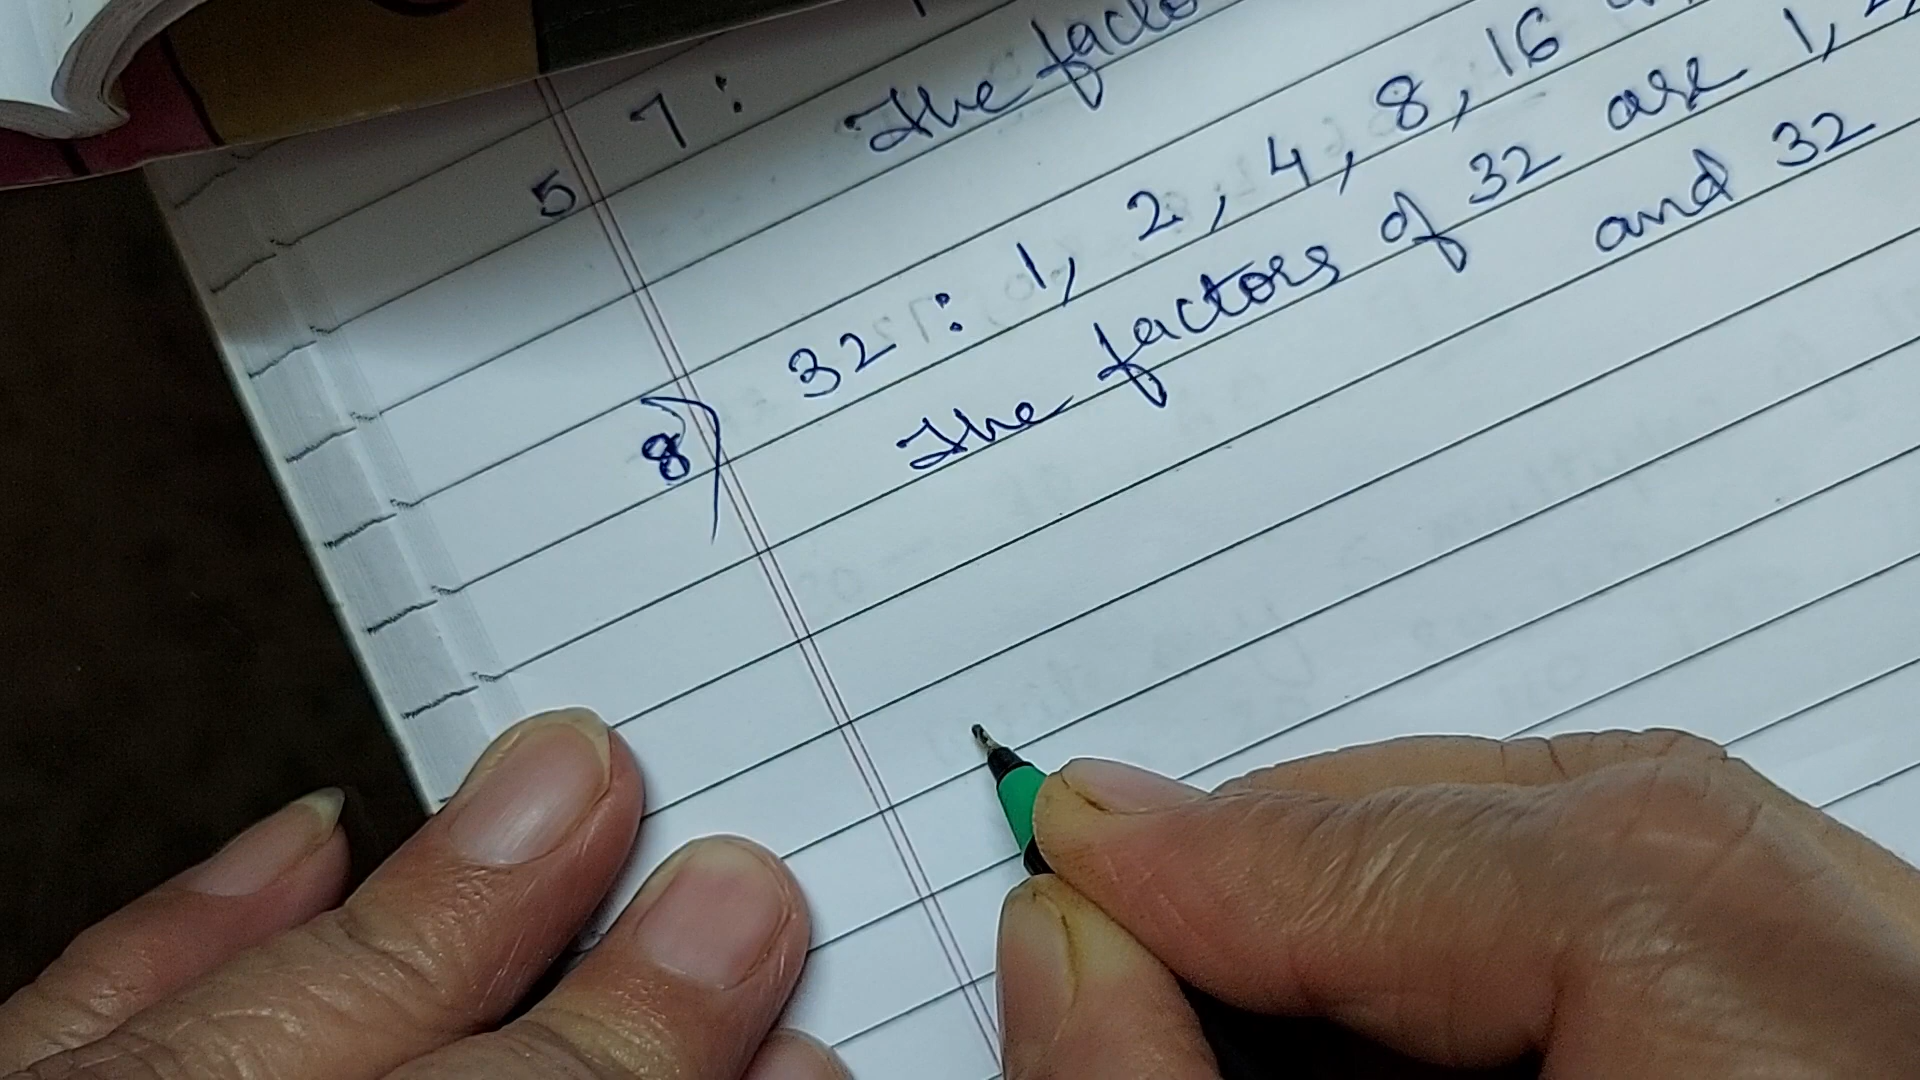 7 :
5 The facto
32 : 1, 2, 4, 8, 16
8) The factors of 32 are 1,
and 32